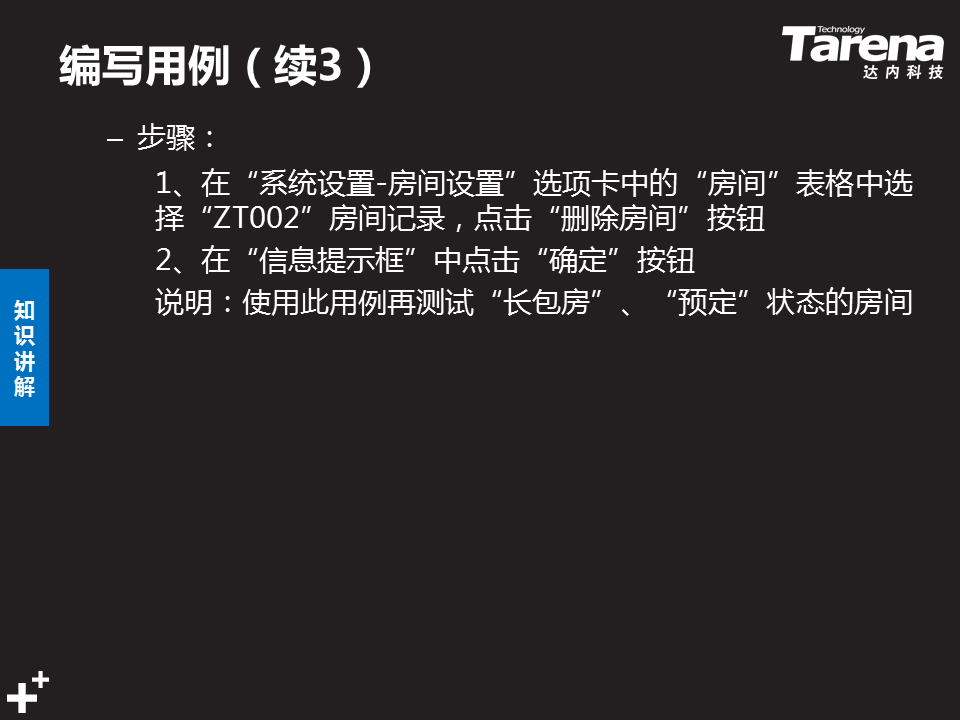 编写用例（续3）
Technology
Tarena
达内科技
– 步骤：
1、在“系统设置-房间设置”选项卡中的“房间”表格中选
择“ZT002”房间记录，点击“删除房间”按钮
2、在“信息提示框”中点击“确定”按钮
说明：使用此用例再测试“长包房”、“预定”状态的房间
知
识
讲
解